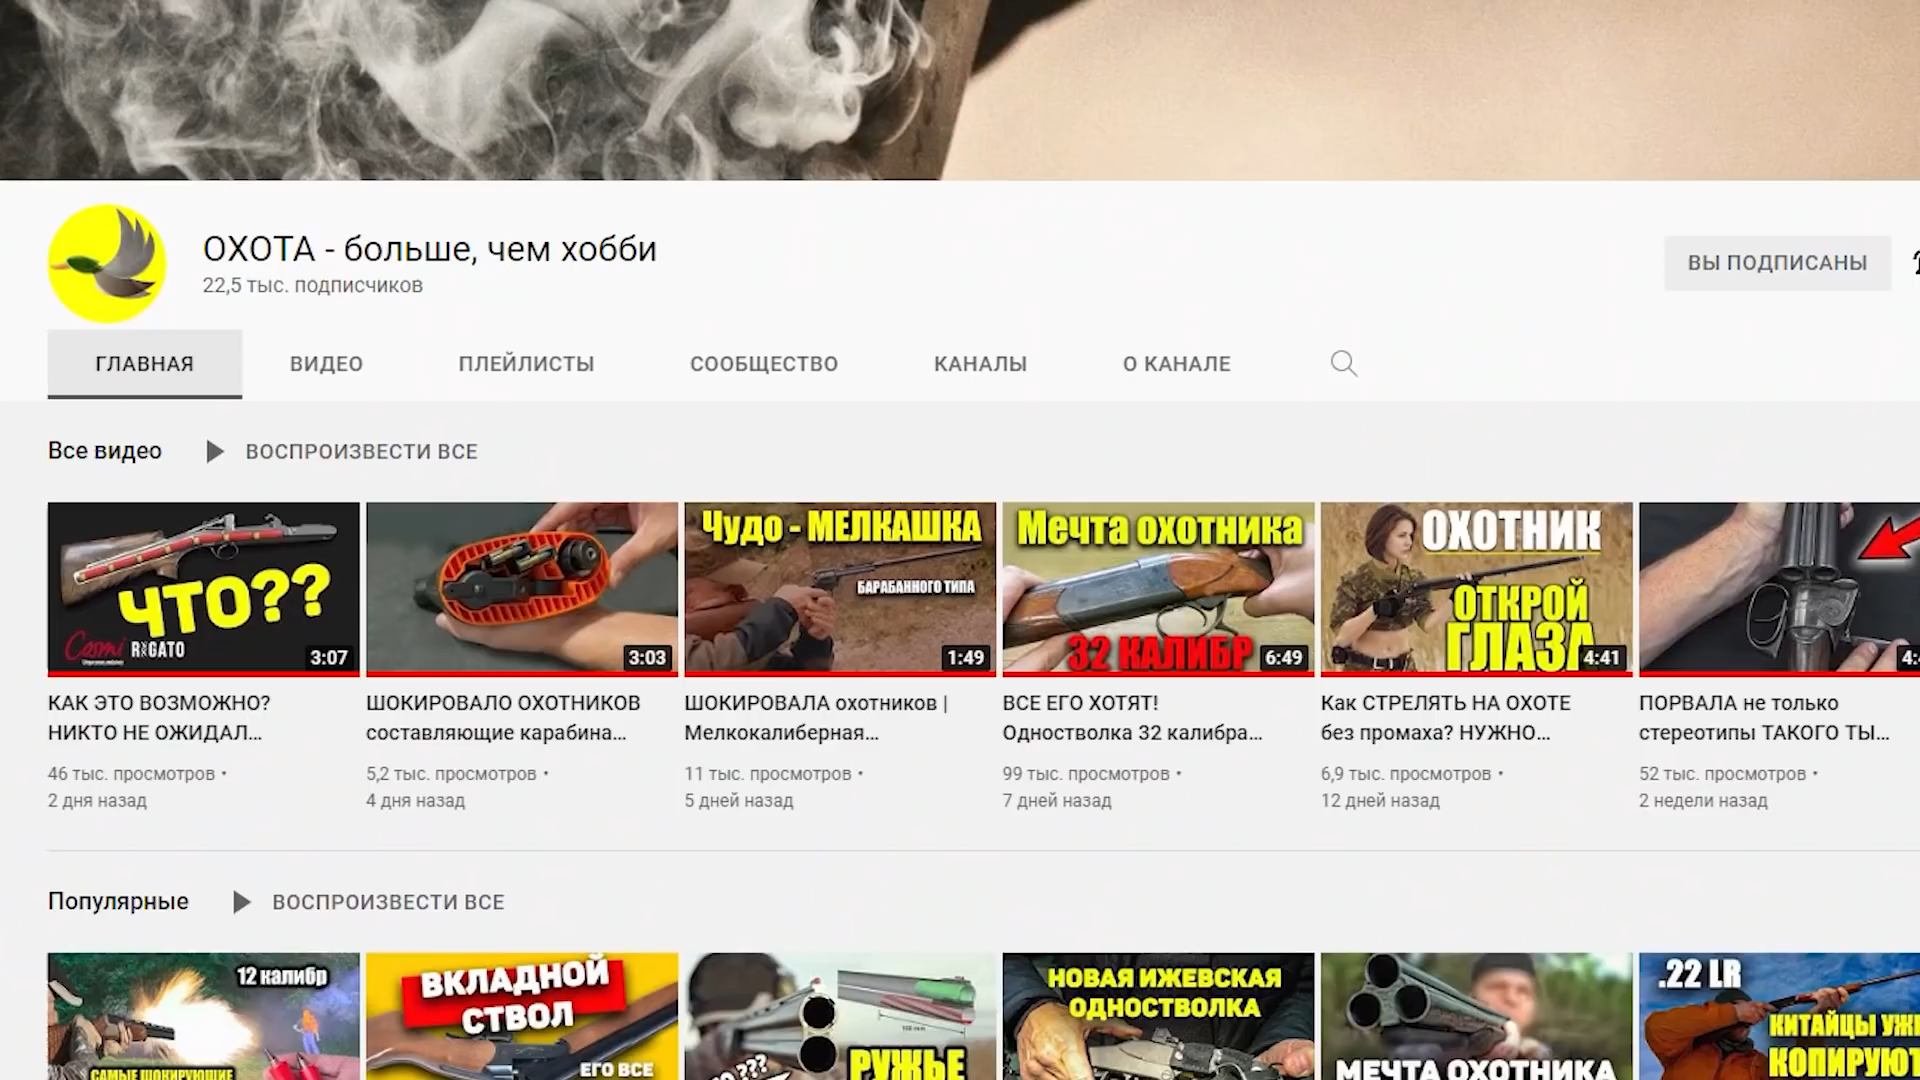 ОХОТА - больше, чем хобби
22,5 тыс. подписчиков
ВЫ ПОДПИСАНЫ
ГЛАВНАЯ
ВИДЕО
ПЛЕЙЛИСТЫ
СООБЩЕСТВО
КАНАЛЫ
О КАНАЛЕ
Все видео
ВОСПРОИЗВЕСТИ ВСЕ
ЧТО??
Cosmi
RIGATO
3:07
КАК ЭТО ВОЗМОЖНО?
НИКТО НЕ ОЖИДАЛ...
46 тыс. просмотров •
2 дня назад
3:03
ШОКИРОВАЛО ОХОТНИКОВ
составляющие карабина...
5,2 тыс. просмотров •
4 дня назад
Чудо - МЕЛКАШКА
БАРАБАННОГО ТИПА
1:49
ШОКИРОВАЛА охотников |
Мелкокалиберная...
11 тыс. просмотров •
5 дней назад
Мечта охотника
32 КАЛИБР
6:49
ВСЕ ЕГО ХОТЯТ!
Одностволка 32 калибра...
99 тыс. просмотров •
7 дней назад
ОХОТНИК
ОТКРОЙ
ГЛАЗА
4:41
Как СТРЕЛЯТЬ НА ОХОТЕ
без промаха? НУЖНО...
6,9 тыс. просмотров •
12 дней назад
ПОРВАЛА не только
стереотипы ТАКОГО ТЫ...
52 тыс. просмотров •
2 недели назад
Популярные
ВОСПРОИЗВЕСТИ ВСЕ
12 калибр
САМЫЕ ШОКИРУЮЩИЕ
ВКЛАДНОЙ
СТВОЛ
ЕГО ВСЕ
РУЖЬЕ
НОВАЯ ИЖЕВСКАЯ
ОДНОСТВОЛКА
МЕЧТА ОХОТНИКА
.22 LR
КИТАЙЦЫ